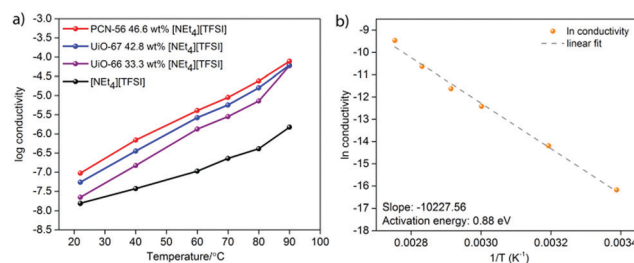 a)
PCN-56 46.6 wt% [NEt4][TFSI]
UiO-67 42.8 wt% [NEt4][TFSI]
UiO-66 33.3 wt% [NEt4][TFSI]
[NEt4][TFSI]
log conductivity
-3.0
-3.5
-4.0
-4.5
-5.0
-5.5
-6.0
-6.5
-7.0
-7.5
-8.0
-8.5
20 30 40 50 60 70 80 90 100
Temperature/°C
b)
ln conductivity
linear fit
ln conductivity
-9
-10
-11
-12
-13
-14
-15
-16
-17
-18
Slope: -10227.56
Activation energy: 0.88 eV
0.0028 0.0030 0.0032 0.0034
1/T (K-1)